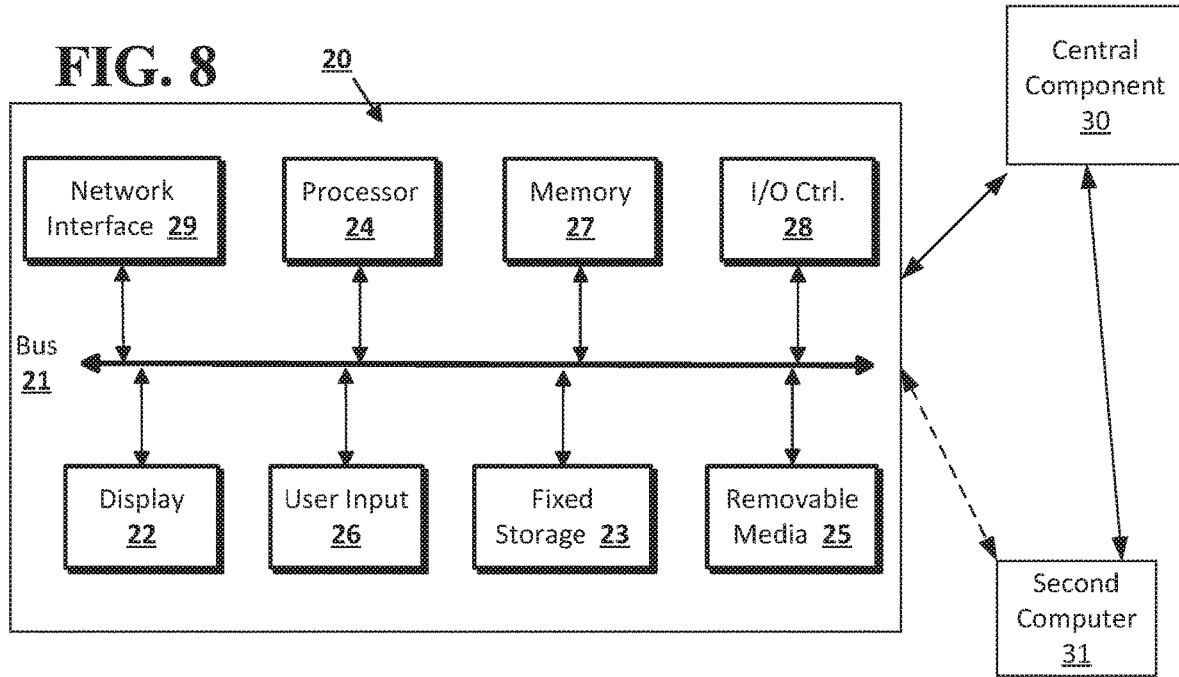 FIG. 8
20
Central
Component
30
Network
Interface 29
Processor
24
Memory
27
I/O Ctrl.
28
Bus
21
Display
22
User Input
26
Fixed
Storage 23
Removable
Media 25
Second
Computer
31